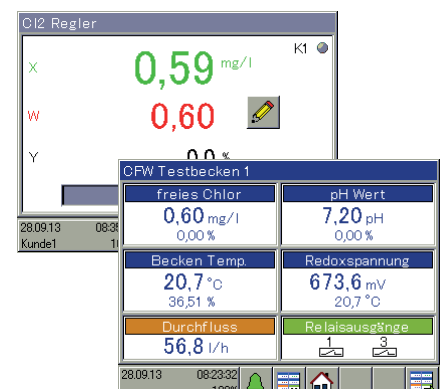 Cl2 Regler
K1
X 0,59 mg/l
W 0,60
Y 0,0 %
28.09.13
Kunde1
CFW Testbecken 1
freies Chlor
0,60 mg/l
0,00 %
pH Wert
7,20 pH
0,00 %
Becken Temp.
20,7 °C
36,51 %
Redoxspannung
673,6 mV
20,7 °C
Durchfluss
56,8 l/h
Relaisausgänge
1 3
28.09.13 08:23:32
100%